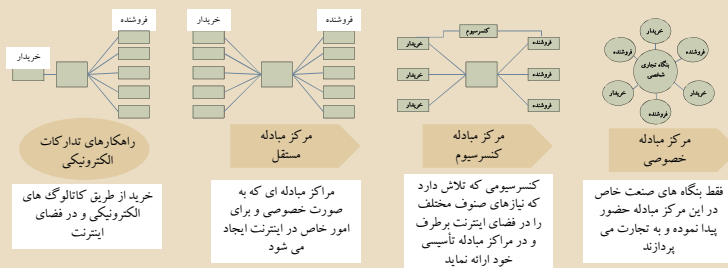 خریدار
فروشنده
فروشنده
خریدار
خریدار
فروشنده
بنگاه تجاری
شخصی
مرکز مبادله
خصوصی
فقط بنگاه های صنعت خاص
در این مرکز مبادله حضور
پیدا نموده و به تجارت می
پردازند
کنسرسیوم
خریدار
فروشنده
خریدار
فروشنده
خریدار
فروشنده
مرکز مبادله
کنسرسیوم
کنسرسیومی که تلاش دارد
که نیازهای صنوف مختلف
را در فضای اینترنت برطرف
و در مراکز مبادله تأسیسی
خود ارائه نماید
خریدار
فروشنده
مرکز مبادله
مستقل
مراکز مبادله ای که به
صورت خصوصی و برای
امور خاص در اینترنت ایجاد
می شود
فروشنده
خریدار
راهکارهای تدارکات
الکترونیکی
خرید از طریق کاتالوگ های
الکترونیکی و در فضای
اینترنت